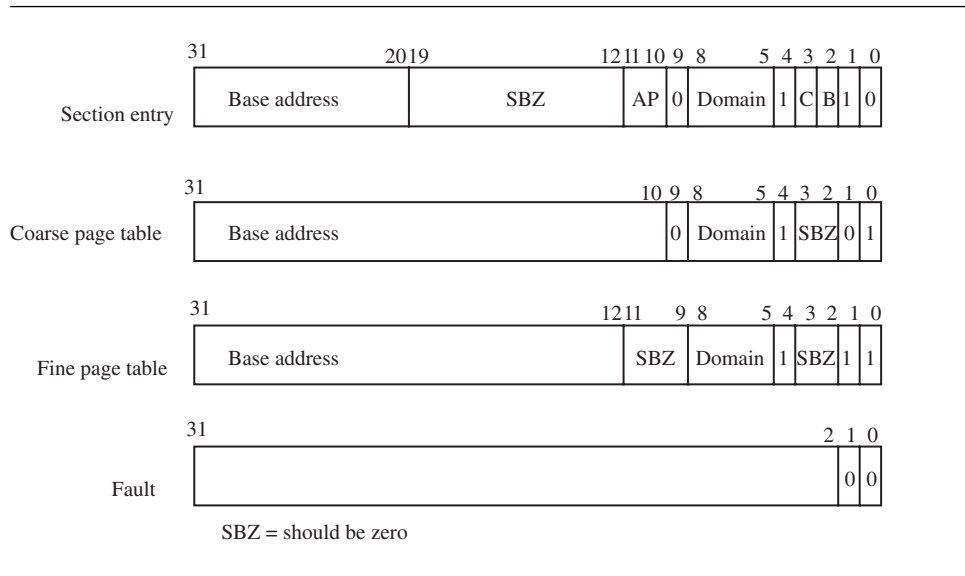 31 20 19 12 11 10 9 8 5 4 3 2 1 0
Section entry Base address SBZ AP 0 Domain 1 C B 1 0
31 10 9 8 5 4 3 2 1 0
Coarse page table Base address 0 Domain 1 SBZ 0 1
31 12 11 9 8 5 4 3 2 1 0
Fine page table Base address SBZ Domain 1 SBZ 1 1
31 2 1 0
Fault 0 0
SBZ = should be zero